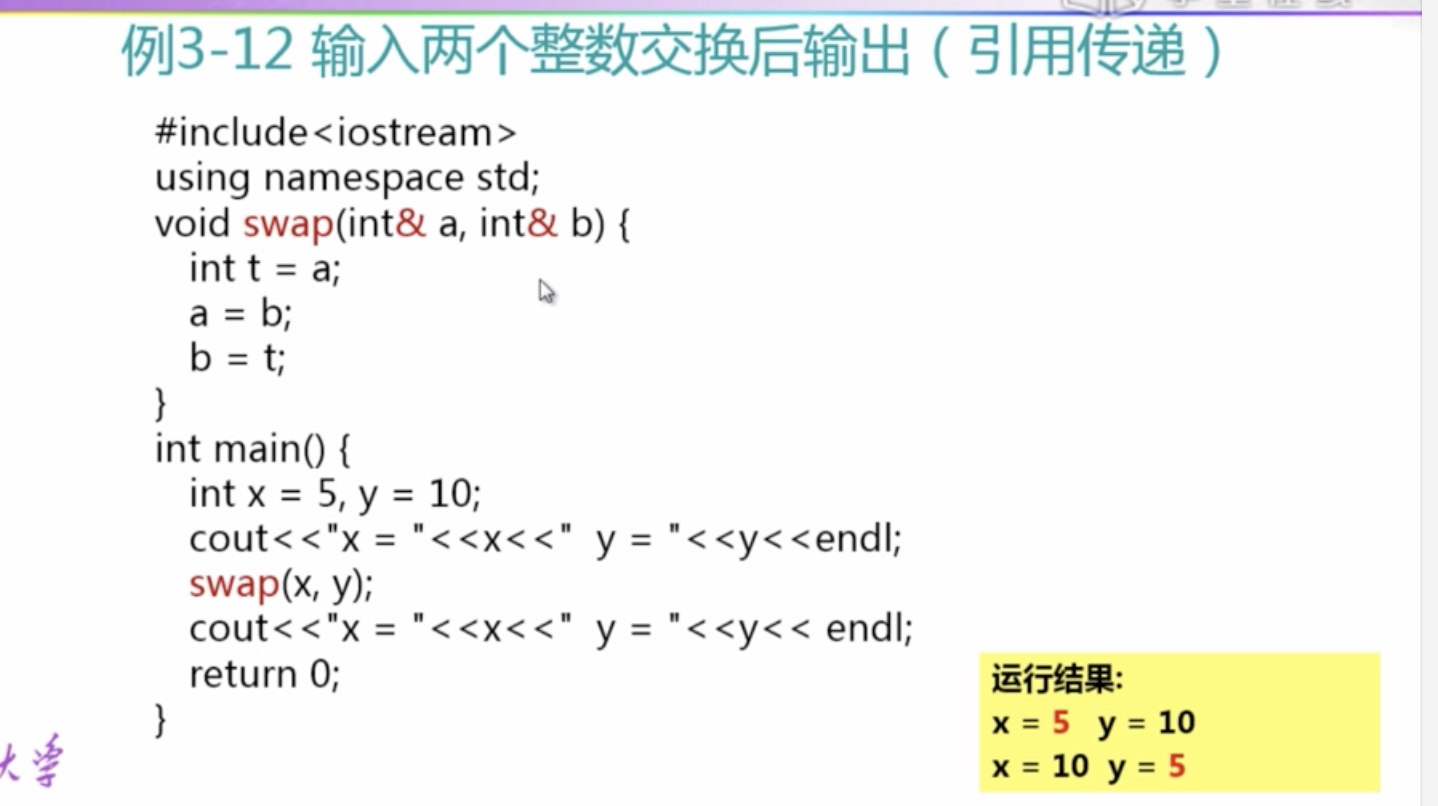 例3-12 输入两个整数交换后输出（引用传递）
#include<iostream>
using namespace std;
void swap(int& a, int& b) {
int t = a;
a = b;
b = t;
}
int main() {
int x = 5, y = 10;
cout<<"x = "<<x<<"  y = "<<y<<endl;
swap(x, y);
cout<<"x = "<<x<<"  y = "<<y<< endl;
return 0;
}
运行结果:
x = 5  y = 10
x = 10  y = 5
大学